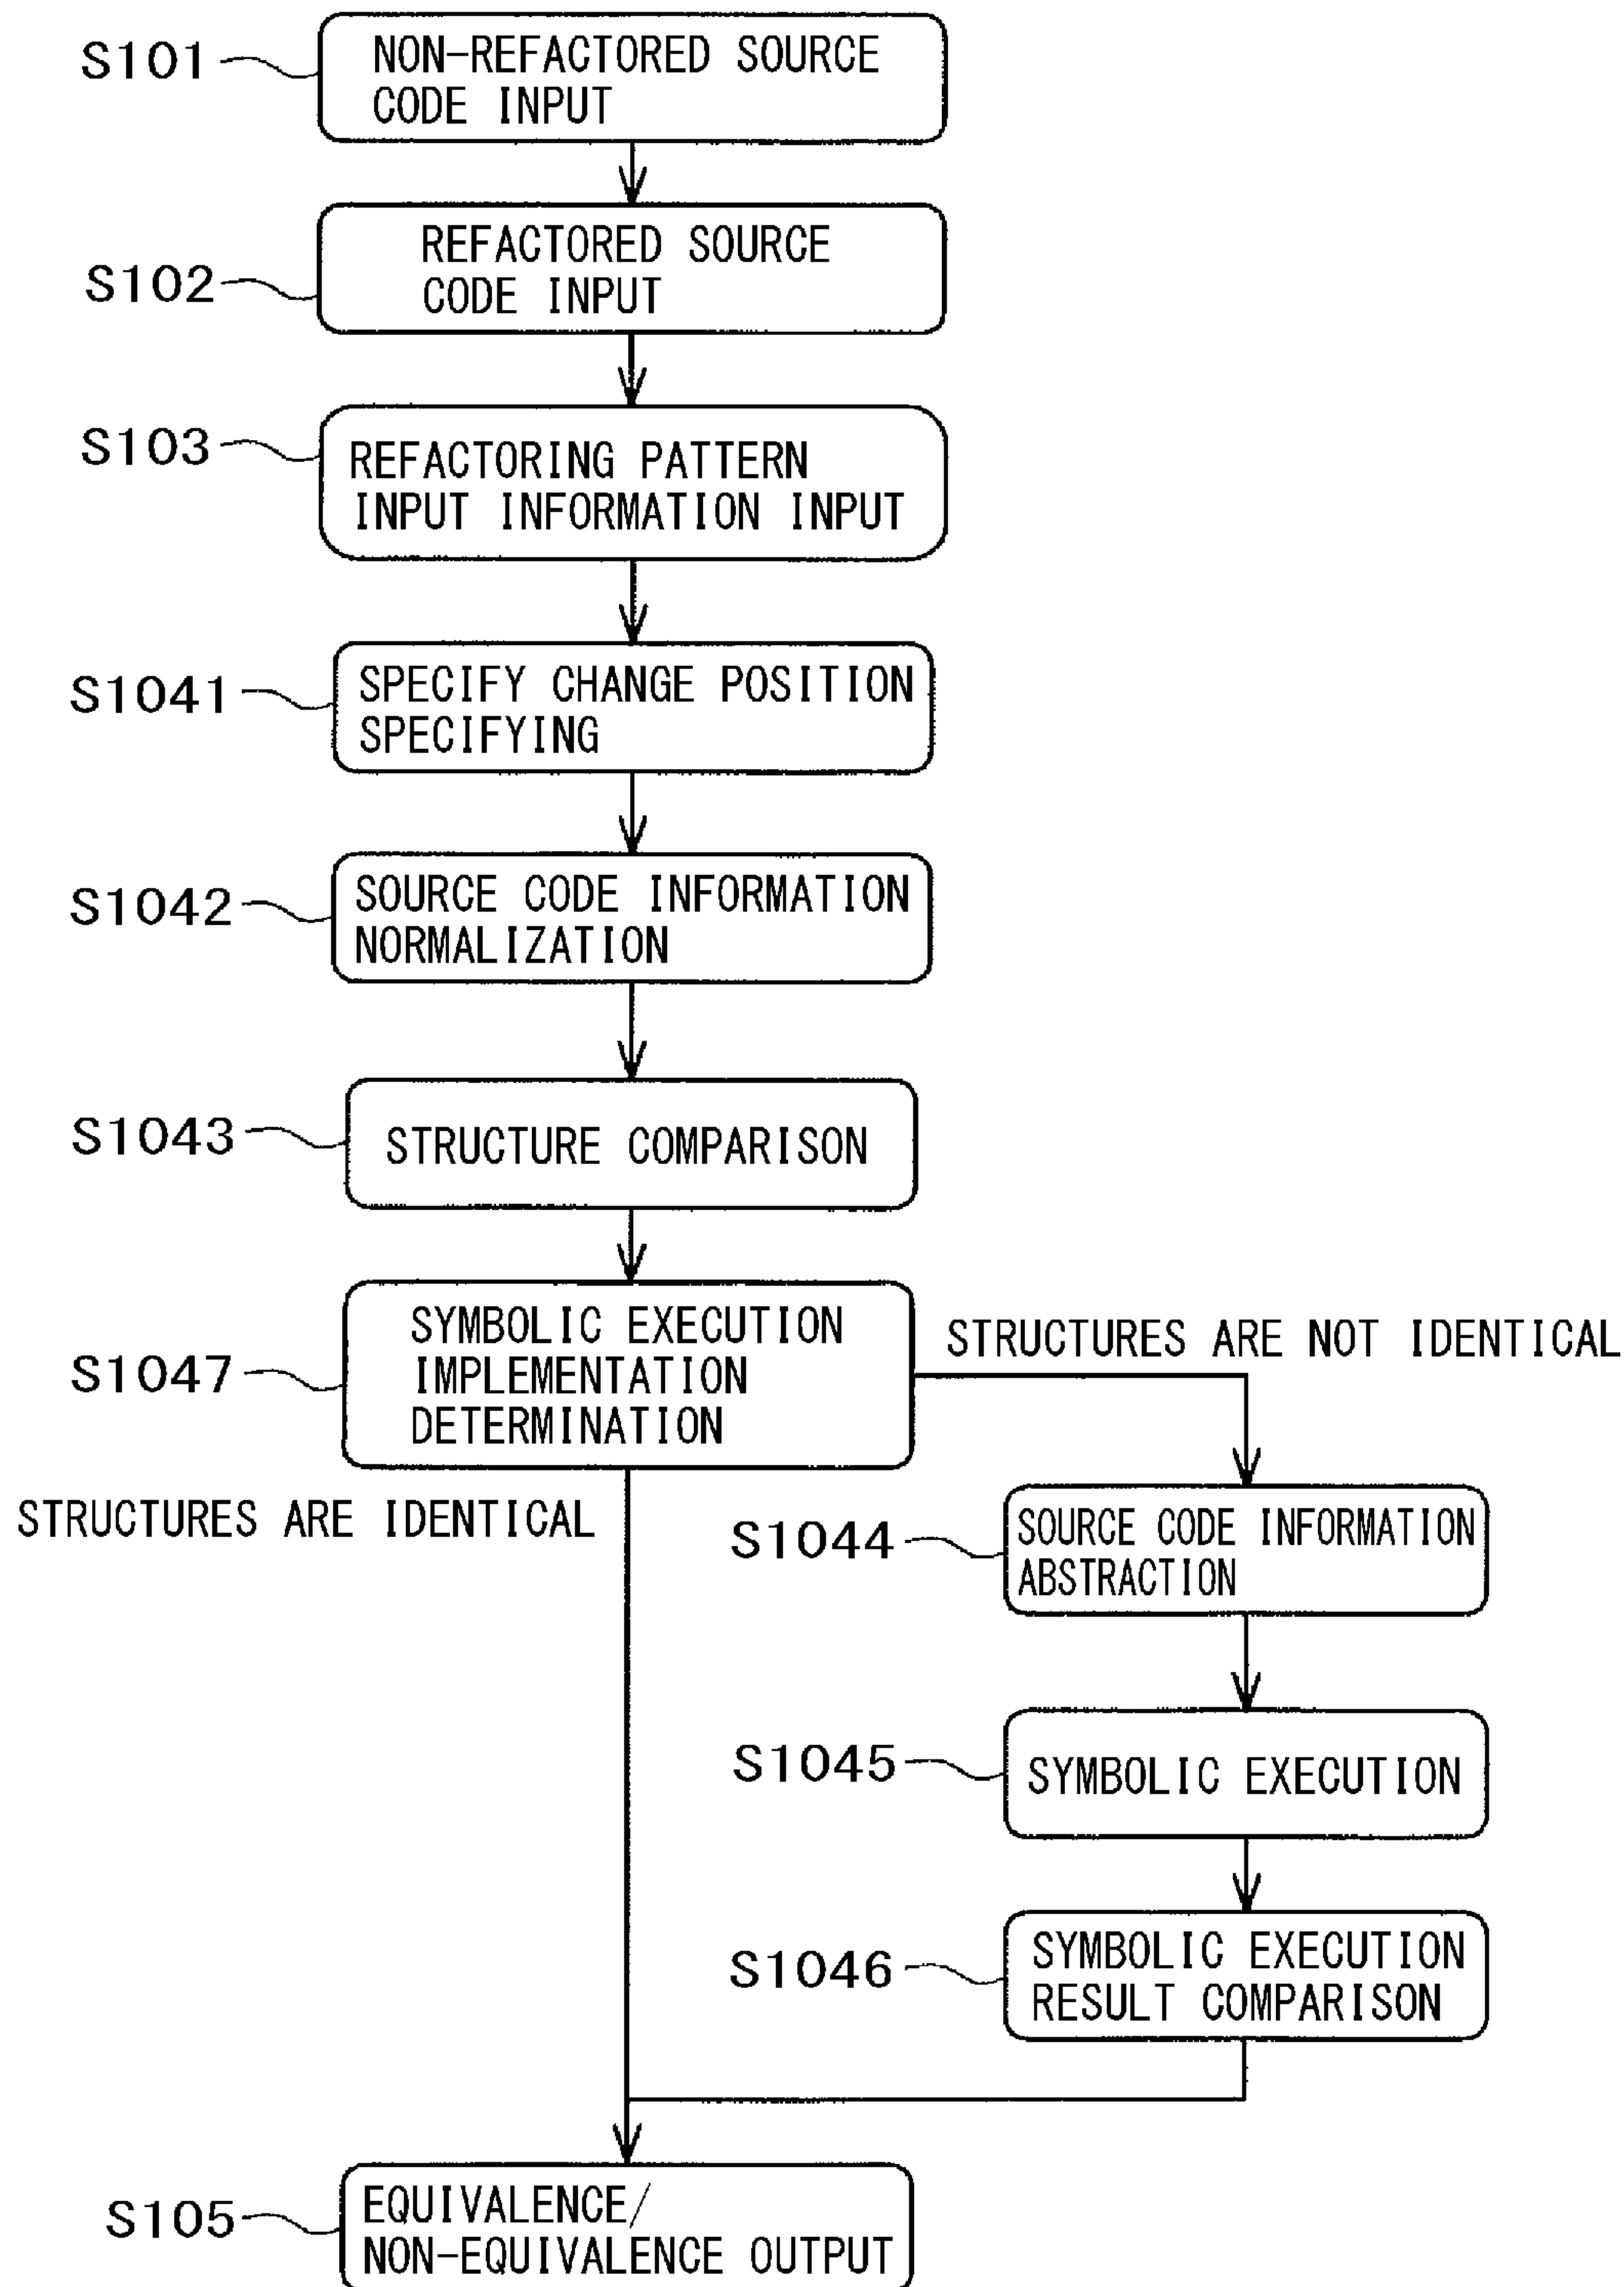 S101
NON-REFACTORED SOURCE
CODE INPUT
S102
REFACTORED SOURCE
CODE INPUT
S103
REFACTORING PATTERN
INPUT INFORMATION INPUT
S1041
SPECIFY CHANGE POSITION
SPECIFYING
S1042
SOURCE CODE INFORMATION
NORMALIZATION
S1043
STRUCTURE COMPARISON
S1047
SYMBOLIC EXECUTION
IMPLEMENTATION
DETERMINATION
STRUCTURES ARE NOT IDENTICAL
STRUCTURES ARE IDENTICAL
S1044
SOURCE CODE INFORMATION
ABSTRACTION
S1045
SYMBOLIC EXECUTION
S1046
SYMBOLIC EXECUTION
RESULT COMPARISON
S105
EQUIVALENCE/
NON-EQUIVALENCE OUTPUT